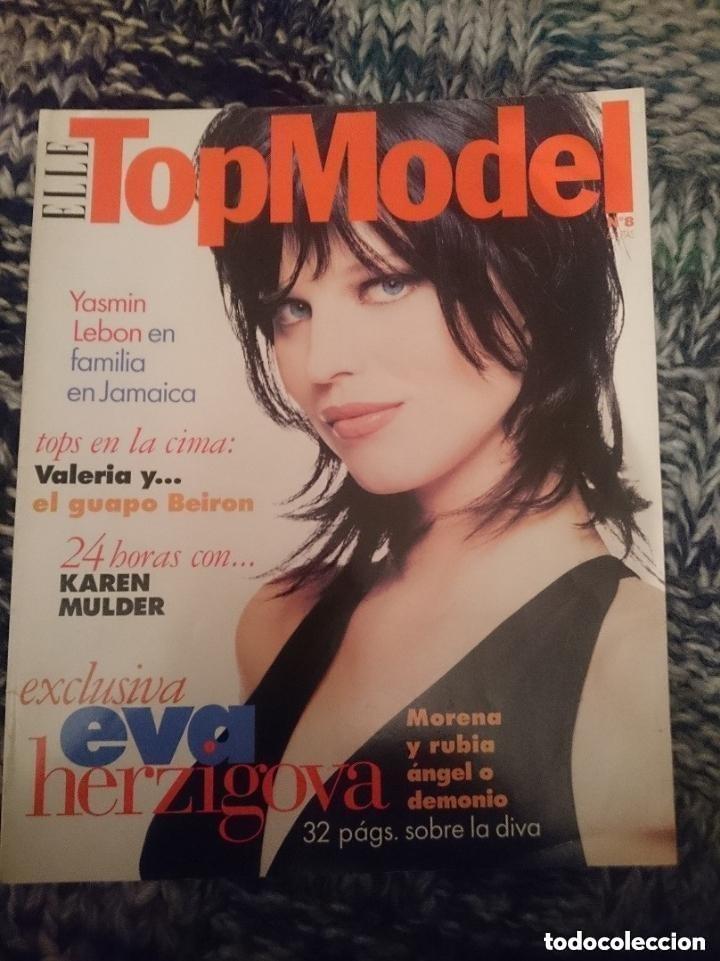 ELLE
TopModel
Nº8
Yasmin
Lebon en
familia
en Jamaica
tops en la cima:
Valeria y...
el guapo Beiron
24 horas con...
KAREN
MULDER
exclusiva
eva
herzigova
Morena
y rubia
ángel o
demonio
32 págs. sobre la diva
todocoleccion